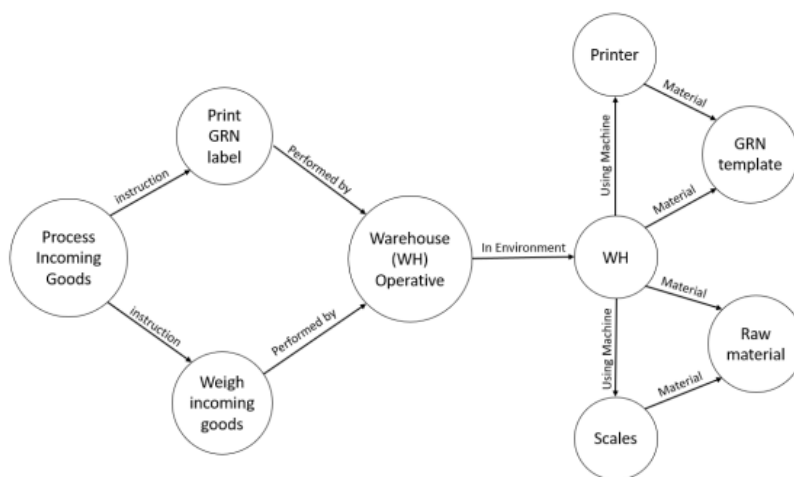 Process
Incoming
Goods
instruction
instruction
Print
GRN
label
Weigh
incoming
goods
Performed by
Performed by
Warehouse
(WH)
Operative
In Environment
WH
Using Machine
Using Machine
Printer
Scales
Material
Material
Material
Material
GRN
template
Raw
material